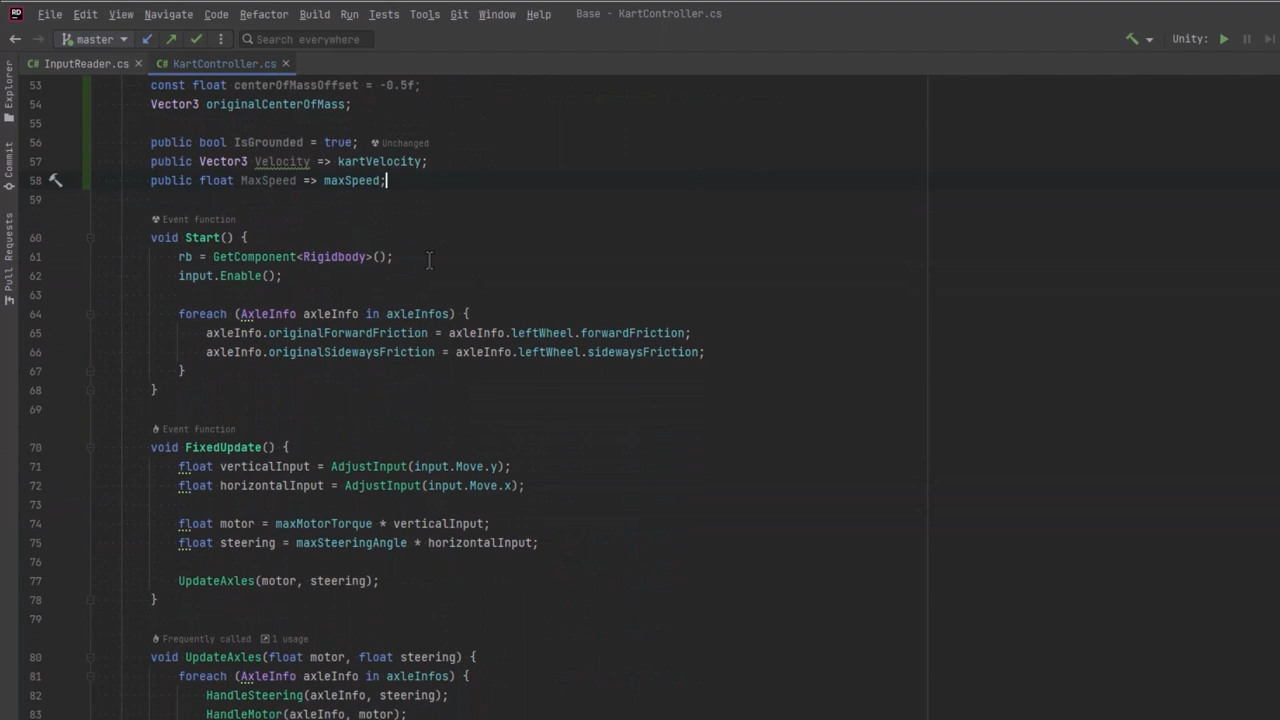 RD File Edit View Navigate Code Refactor Build Run Tests Tools Git Window Help Base - KartController.cs
master Search everywhere Unity:
C# InputReader.cs C# KartController.cs
Explorer
Commit
Pull Requests
53 const float centerOfMassOffset = -0.5f;
54 Vector3 originalCenterOfMass;
55
56 public bool IsGrounded = true; Unchanged
57 public Vector3 Velocity => kartVelocity;
58 public float MaxSpeed => maxSpeed;
59
Event function
60 void Start() {
61 rb = GetComponent<Rigidbody>();
62 input.Enable();
63
64 foreach (AxleInfo axleInfo in axleInfos) {
65 axleInfo.originalForwardFriction = axleInfo.leftWheel.forwardFriction;
66 axleInfo.originalSidewaysFriction = axleInfo.leftWheel.sidewaysFriction;
67 }
68 }
69
Event function
70 void FixedUpdate() {
71 float verticalInput = AdjustInput(input.Move.y);
72 float horizontalInput = AdjustInput(input.Move.x);
73
74 float motor = maxMotorTorque * verticalInput;
75 float steering = maxSteeringAngle * horizontalInput;
76
77 UpdateAxles(motor, steering);
78 }
79
Frequently called 1 usage
80 void UpdateAxles(float motor, float steering) {
81 foreach (AxleInfo axleInfo in axleInfos) {
82 HandleSteering(axleInfo, steering);
83 HandleMotor(axleInfo, motor);